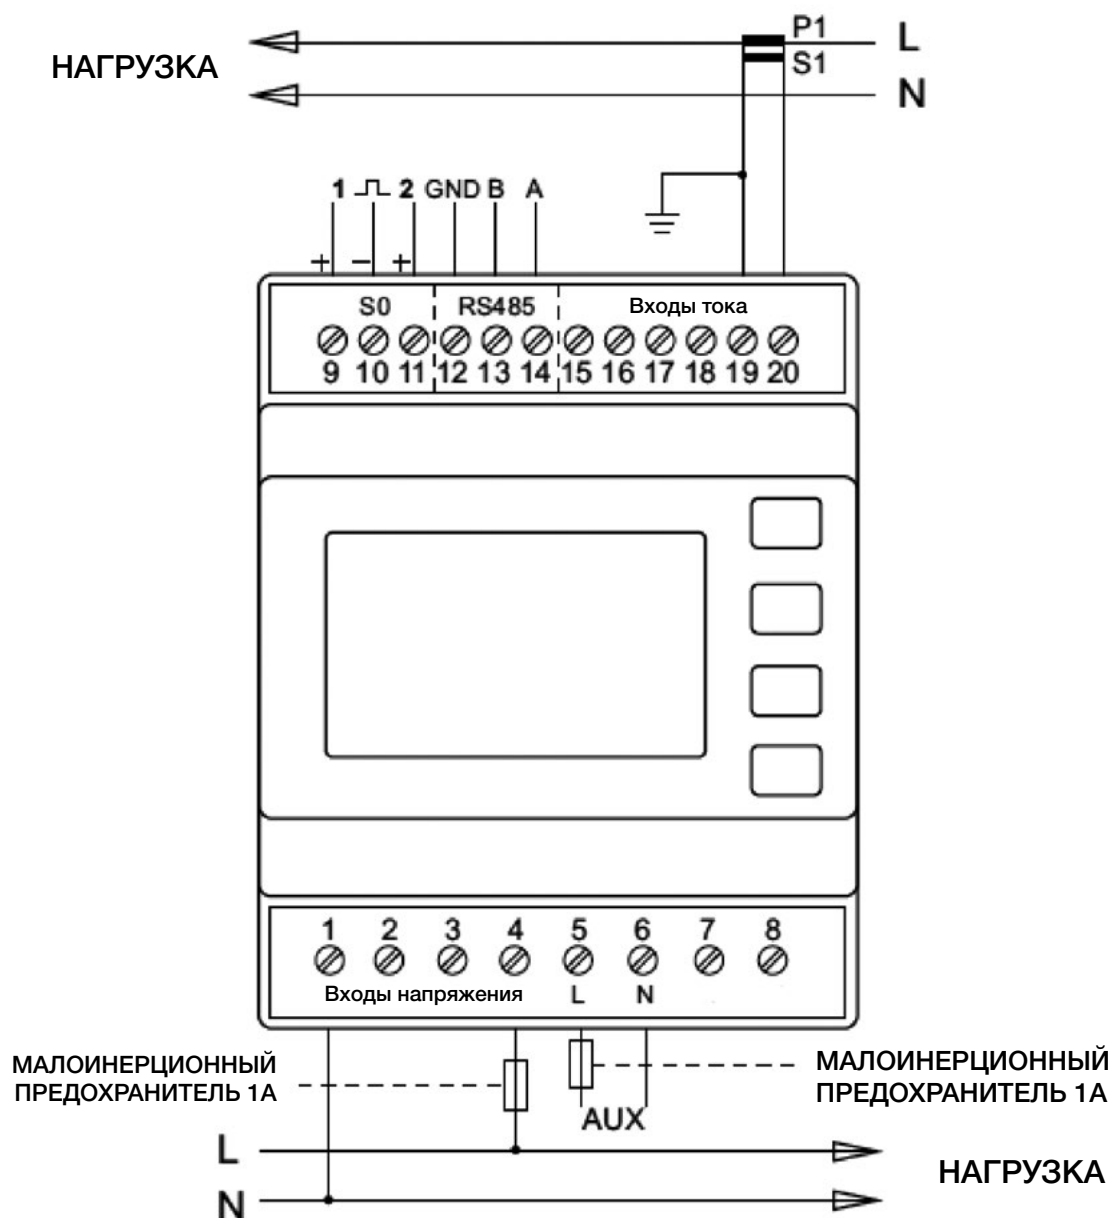 P1
L
НАГРУЗКА
S1
N
1 2 GND B A
+ − +
S0 RS485 Входы тока
9 10 11 12 13 14 15 16 17 18 19 20
1 2 3 4 5 6 7 8
Входы напряжения L N
МАЛОИНЕРЦИОННЫЙ
ПРЕДОХРАНИТЕЛЬ 1А
МАЛОИНЕРЦИОННЫЙ
ПРЕДОХРАНИТЕЛЬ 1А
AUX
L
НАГРУЗКА
N